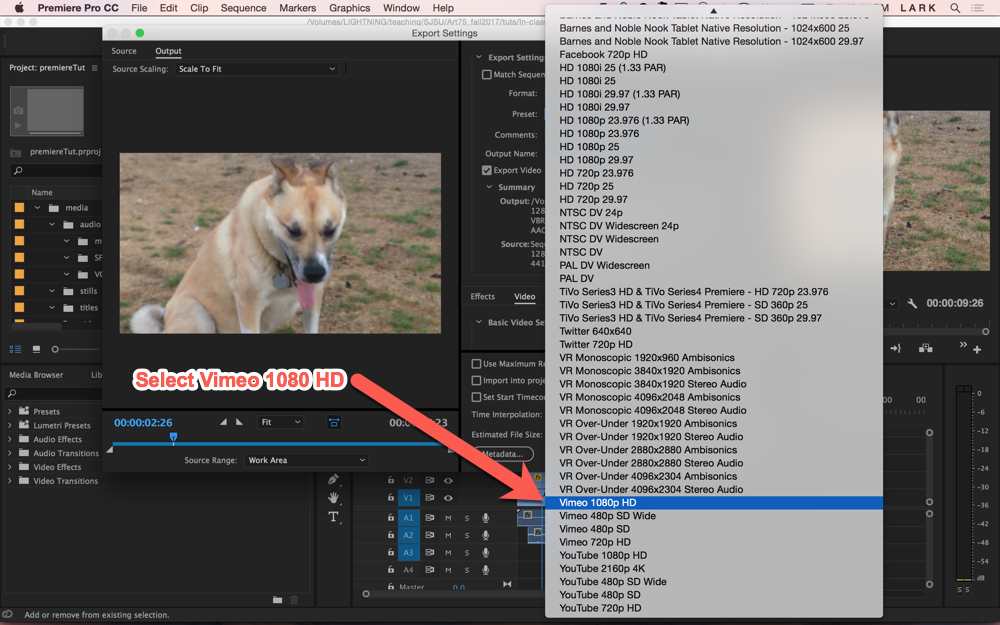 Premiere Pro CC File Edit Clip Sequence Markers Graphics Window Help
LARK
/Volumes/LIGHTNING/teaching/SJSU/Art75_fall2017/tuts/in-clas
Export Settings
Source Output
Source Scaling: Scale To Fit
Project: premiereTut
premiereTut.prproj
Name
media
audio
m
SF
VO
stills
titles
Media Browser Lib
Presets
Lumetri Presets
Audio Effects
Audio Transitions
Video Effects
Video Transitions
Select Vimeo 1080 HD
00:00:02:26
Fit
Source Range: Work Area
Export Setting
Match Sequen
Format:
Preset:
Comments:
Output Name:
Export Video
Summary
Output: /Vo
128
VBR
AAC
Source: Sequ
128
441
Effects Video
Basic Video Se
Use Maximum Re
Import into proje
Set Start Timecod
Time Interpolation:
Estimated File Size:
Metadata...
Barnes and Noble Nook Tablet Native Resolution - 1024x600 25
Barnes and Noble Nook Tablet Native Resolution - 1024x600 29.97
Facebook 720p HD
HD 1080i 25 (1.33 PAR)
HD 1080i 25
HD 1080i 29.97 (1.33 PAR)
HD 1080i 29.97
HD 1080p 23.976 (1.33 PAR)
HD 1080p 23.976
HD 1080p 25
HD 1080p 29.97
HD 720p 23.976
HD 720p 25
HD 720p 29.97
NTSC DV 24p
NTSC DV Widescreen 24p
NTSC DV Widescreen
NTSC DV
PAL DV Widescreen
PAL DV
TiVo Series3 HD & TiVo Series4 Premiere - HD 720p 23.976
TiVo Series3 HD & TiVo Series4 Premiere - SD 360p 25
TiVo Series3 HD & TiVo Series4 Premiere - SD 360p 29.97
Twitter 640x640
Twitter 720p HD
VR Monoscopic 1920x960 Ambisonics
VR Monoscopic 3840x1920 Ambisonics
VR Monoscopic 3840x1920 Stereo Audio
VR Monoscopic 4096x2048 Ambisonics
VR Monoscopic 4096x2048 Stereo Audio
VR Over-Under 1920x1920 Ambisonics
VR Over-Under 1920x1920 Stereo Audio
VR Over-Under 2880x2880 Ambisonics
VR Over-Under 2880x2880 Stereo Audio
VR Over-Under 4096x2304 Ambisonics
VR Over-Under 4096x2304 Stereo Audio
Vimeo 1080p HD
Vimeo 480p SD Wide
Vimeo 480p SD
Vimeo 720p HD
YouTube 1080p HD
YouTube 2160p 4K
YouTube 480p SD Wide
YouTube 480p SD
YouTube 720p HD
00:00:09:26
00 00
0
-6
-12
-18
-24
-30
-36
-42
-48
-54
dB
S S
V2
V1
A1 M S
A2 M S
A3 M S
A4 M S
Master 0.0
Add or remove from existing selection.